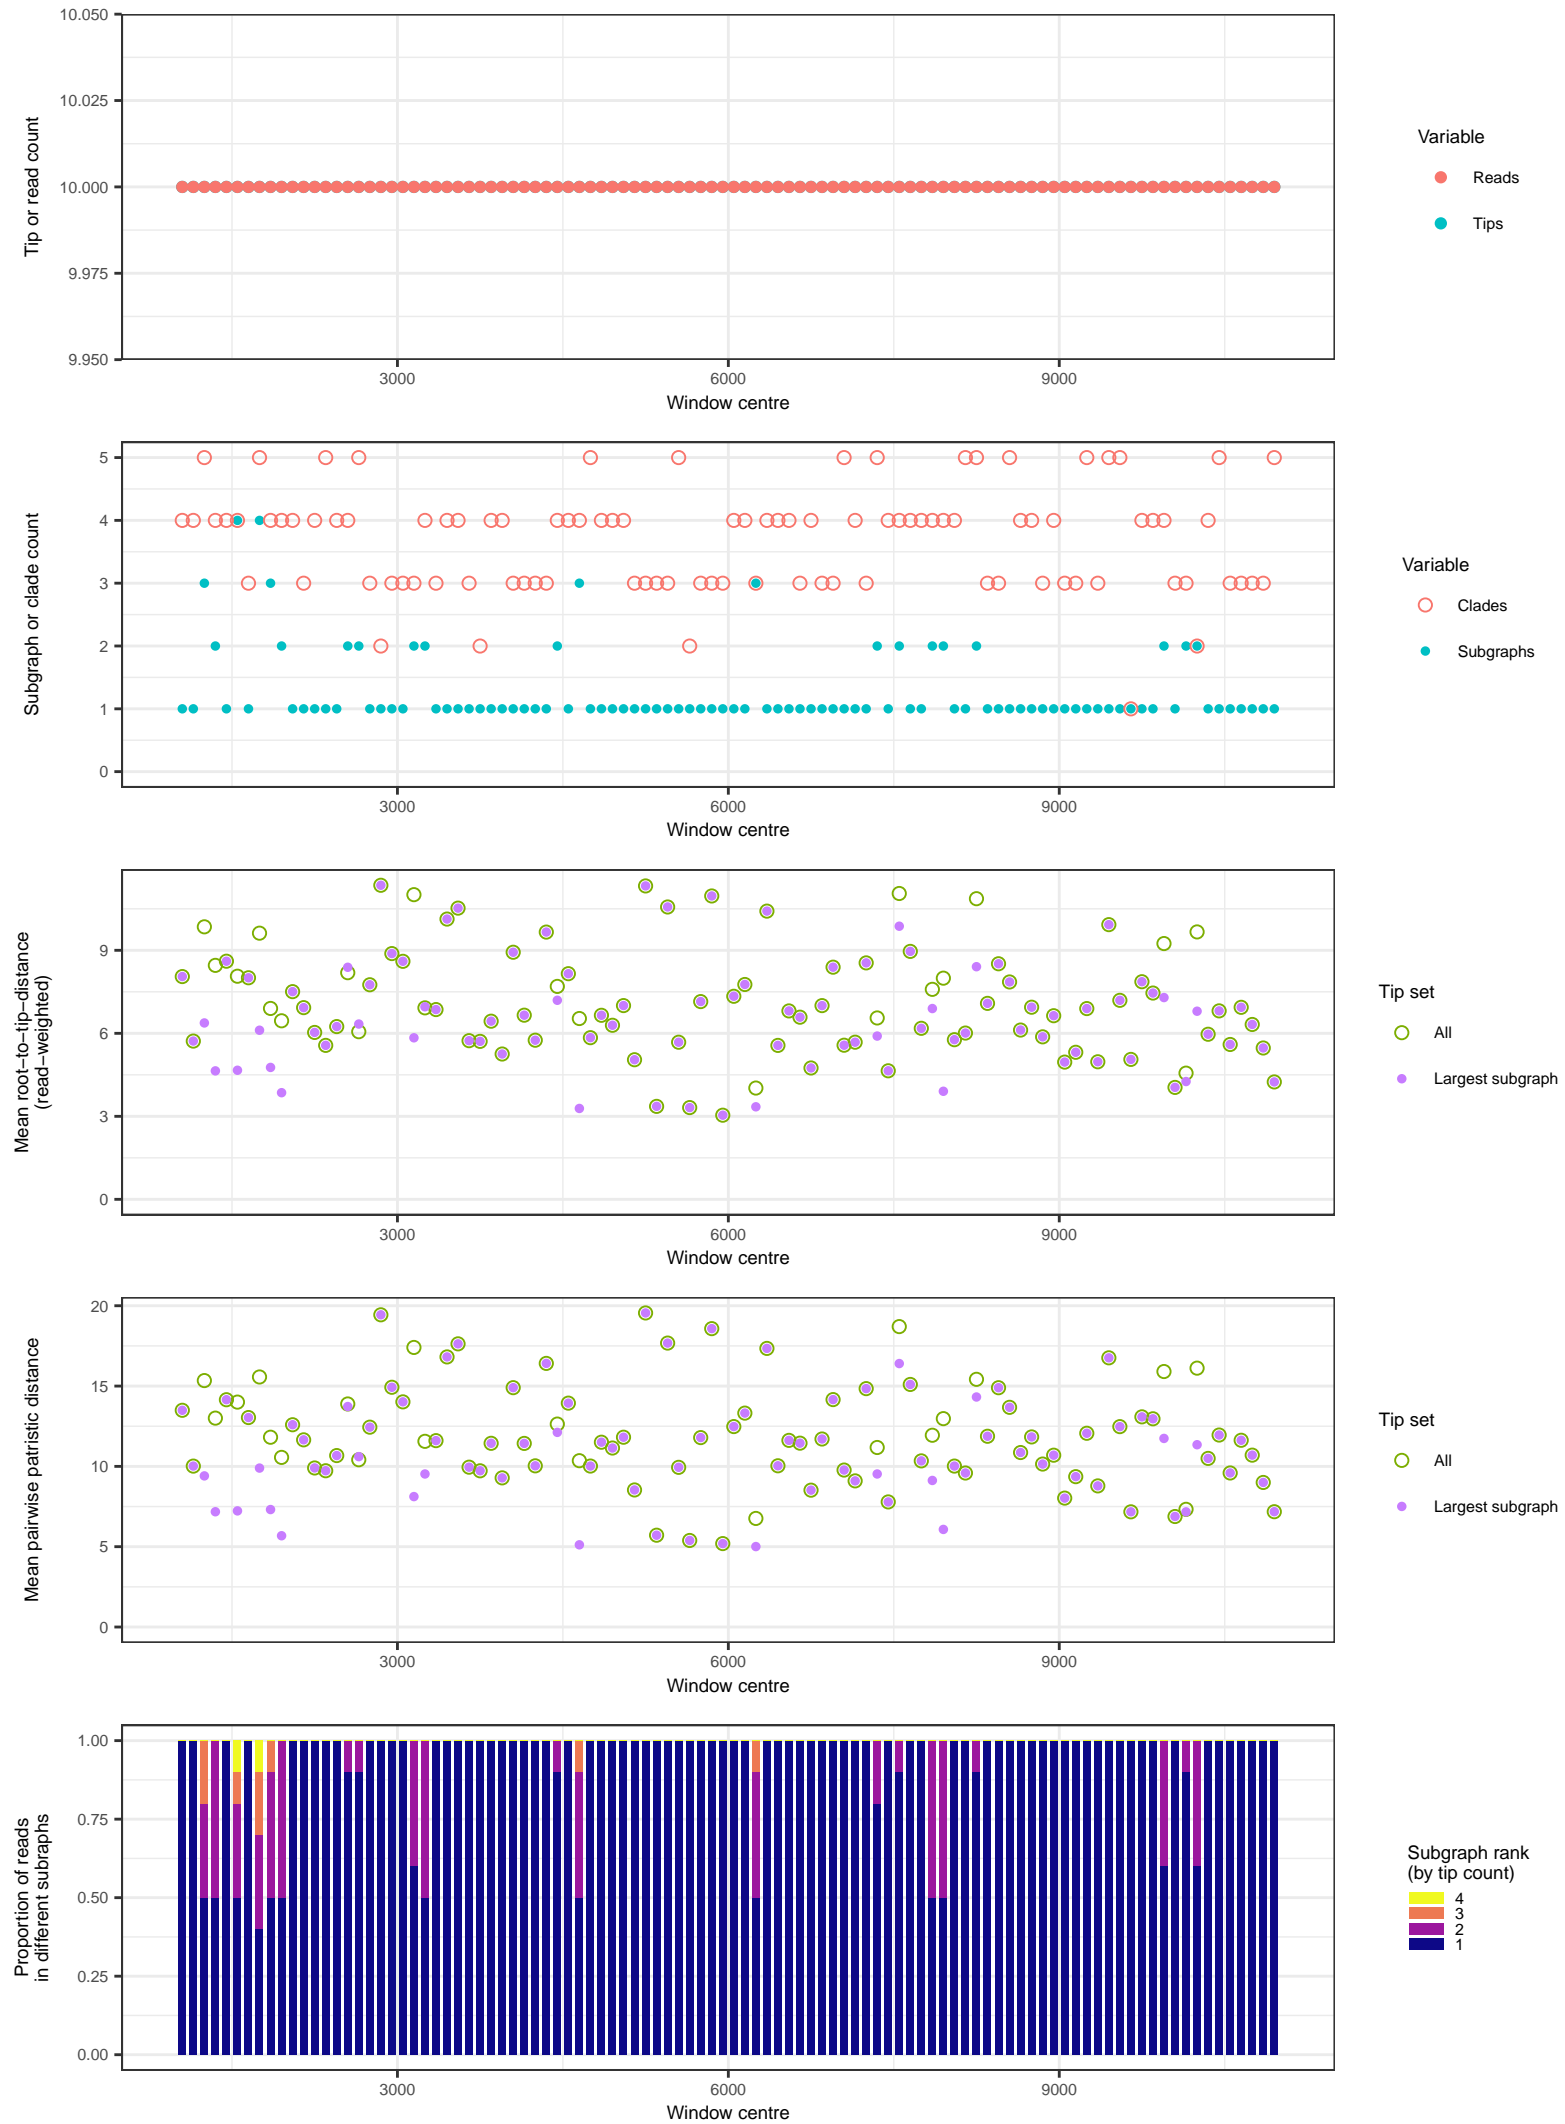 10.050
10.025
10.000
9.975
9.950
Tip or read count
3000 6000 9000
Window centre
Variable
Reads
Tips
5
4
3
2
1
0
Subgraph or clade count
3000 6000 9000
Window centre
Variable
Clades
Subgraphs
9
6
3
0
Mean root−to−tip−distance
(read−weighted)
3000 6000 9000
Window centre
Tip set
All
Largest subgraph
20
15
10
5
0
Mean pairwise patristic distance
3000 6000 9000
Window centre
Tip set
All
Largest subgraph
1.00
0.75
0.50
0.25
0.00
Proportion of reads
in different subraphs
3000 6000 9000
Window centre
Subgraph rank
(by tip count)
4
3
2
1